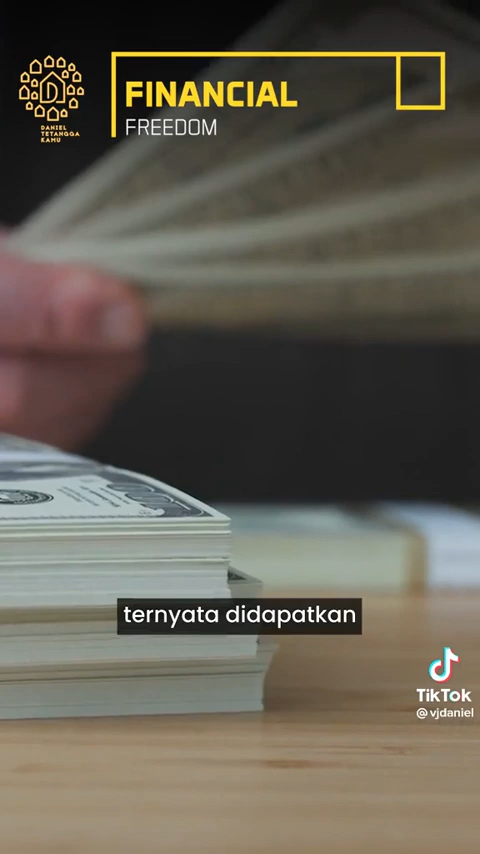 FINANCIAL
FREEDOM
D
DANIEL
TETANGGA
KAMU
ternyata didapatkan
TikTok
@vjdaniel